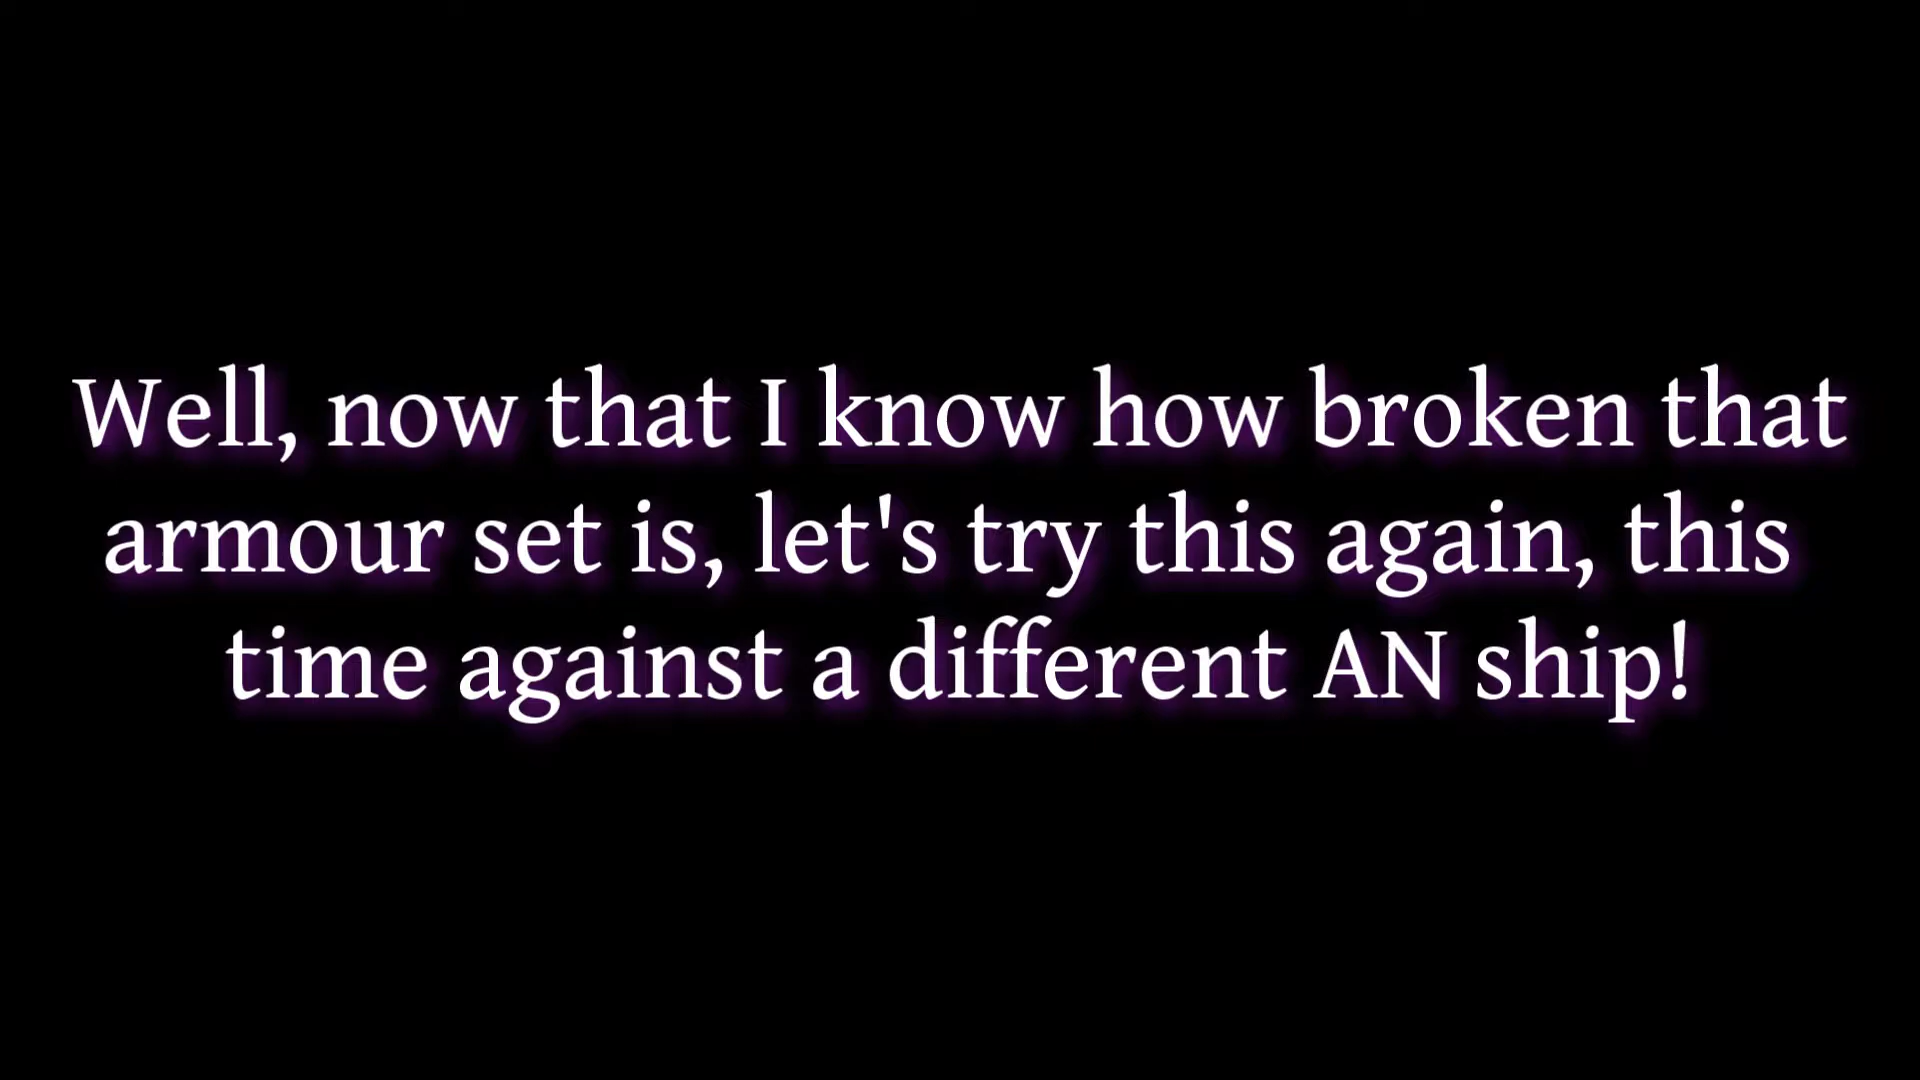 Well, now that I know how broken that
armour set is, let's try this again, this
time against a different AN ship!